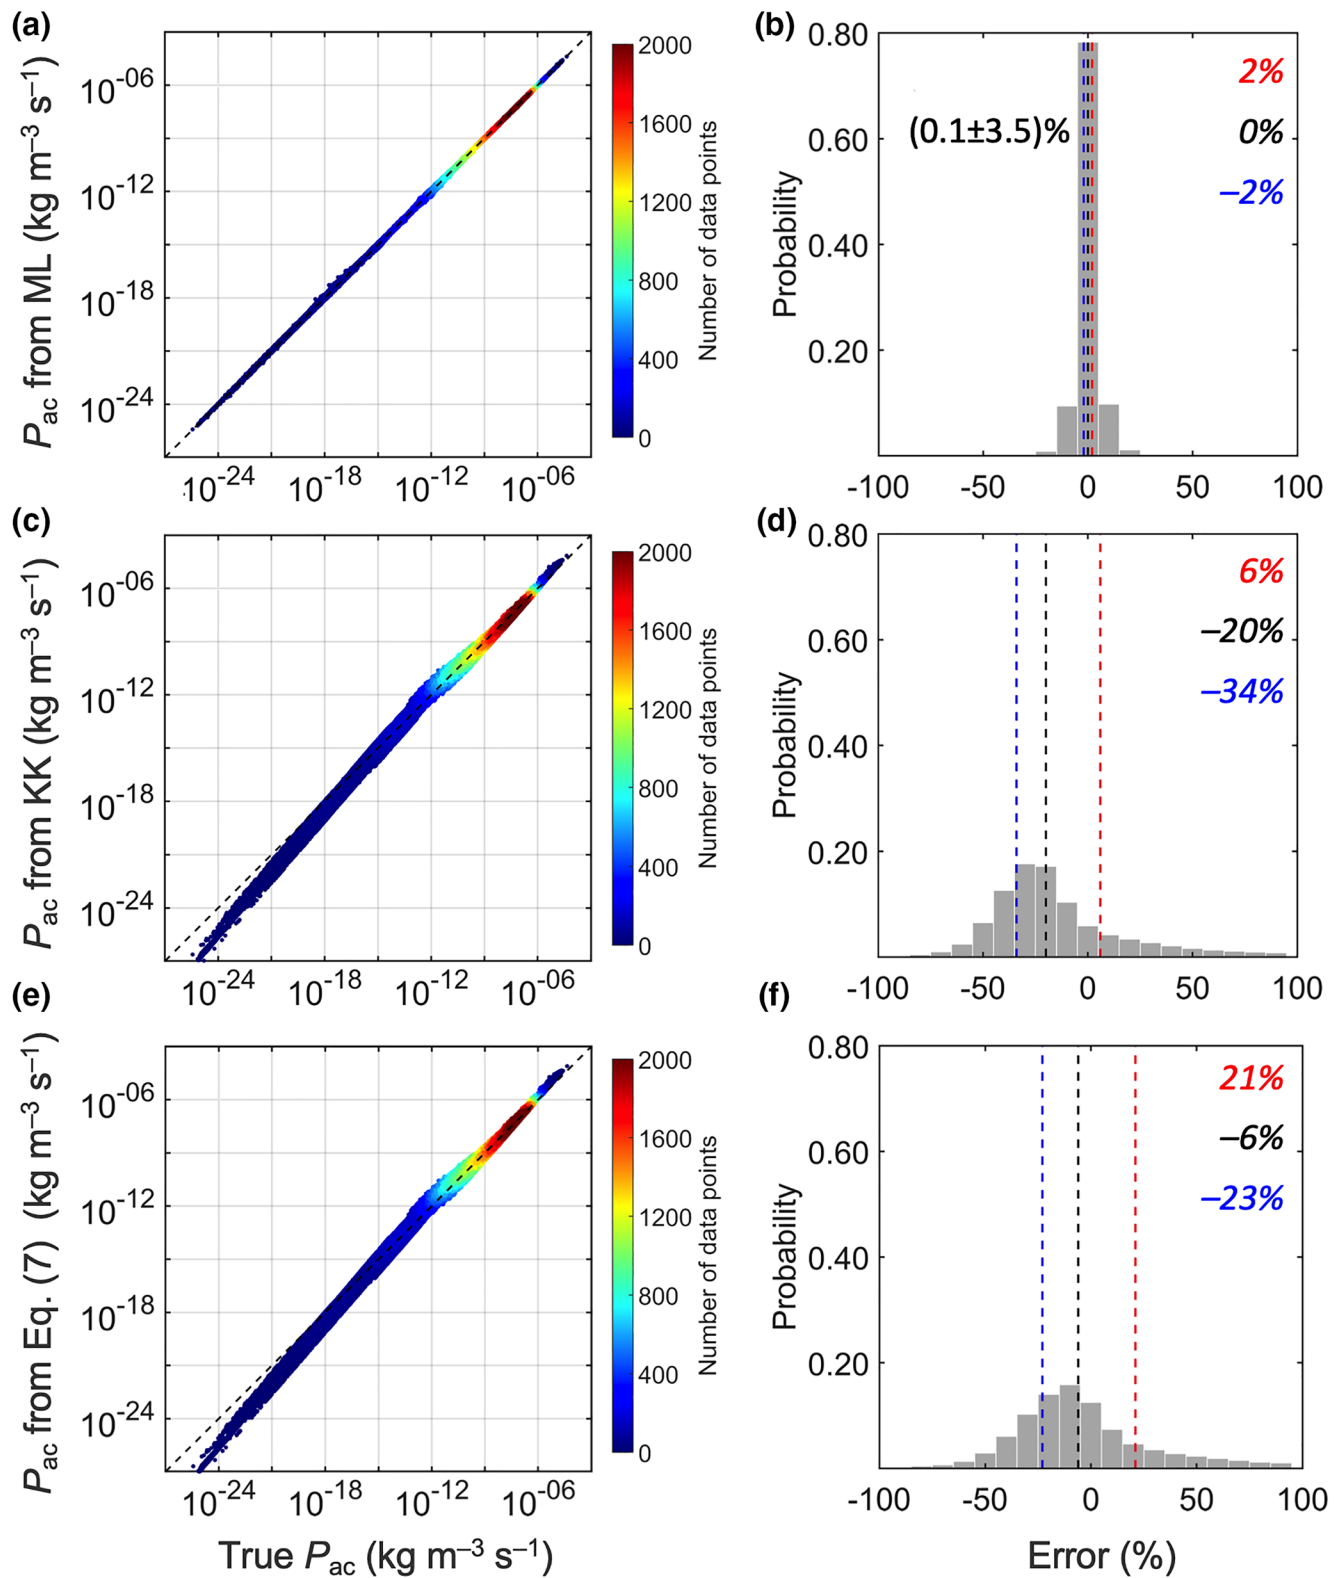 (a)
P_ac from ML (kg m⁻³ s⁻¹)
10⁻⁰⁶
10⁻¹²
10⁻¹⁸
10⁻²⁴
10⁻²⁴ 10⁻¹⁸ 10⁻¹² 10⁻⁰⁶
2000
1600
1200
800
400
0
Number of data points
(b)
Probability
0.80
0.60
0.40
0.20
(0.1±3.5)%
2%
0%
−2%
-100 -50 0 50 100
(c)
P_ac from KK (kg m⁻³ s⁻¹)
10⁻⁰⁶
10⁻¹²
10⁻¹⁸
10⁻²⁴
10⁻²⁴ 10⁻¹⁸ 10⁻¹² 10⁻⁰⁶
2000
1600
1200
800
400
0
Number of data points
(d)
Probability
0.80
0.60
0.40
0.20
6%
−20%
−34%
-100 -50 0 50 100
(e)
P_ac from Eq. (7) (kg m⁻³ s⁻¹)
10⁻⁰⁶
10⁻¹²
10⁻¹⁸
10⁻²⁴
10⁻²⁴ 10⁻¹⁸ 10⁻¹² 10⁻⁰⁶
True P_ac (kg m⁻³ s⁻¹)
2000
1600
1200
800
400
0
Number of data points
(f)
Probability
0.80
0.60
0.40
0.20
21%
−6%
−23%
-100 -50 0 50 100
Error (%)